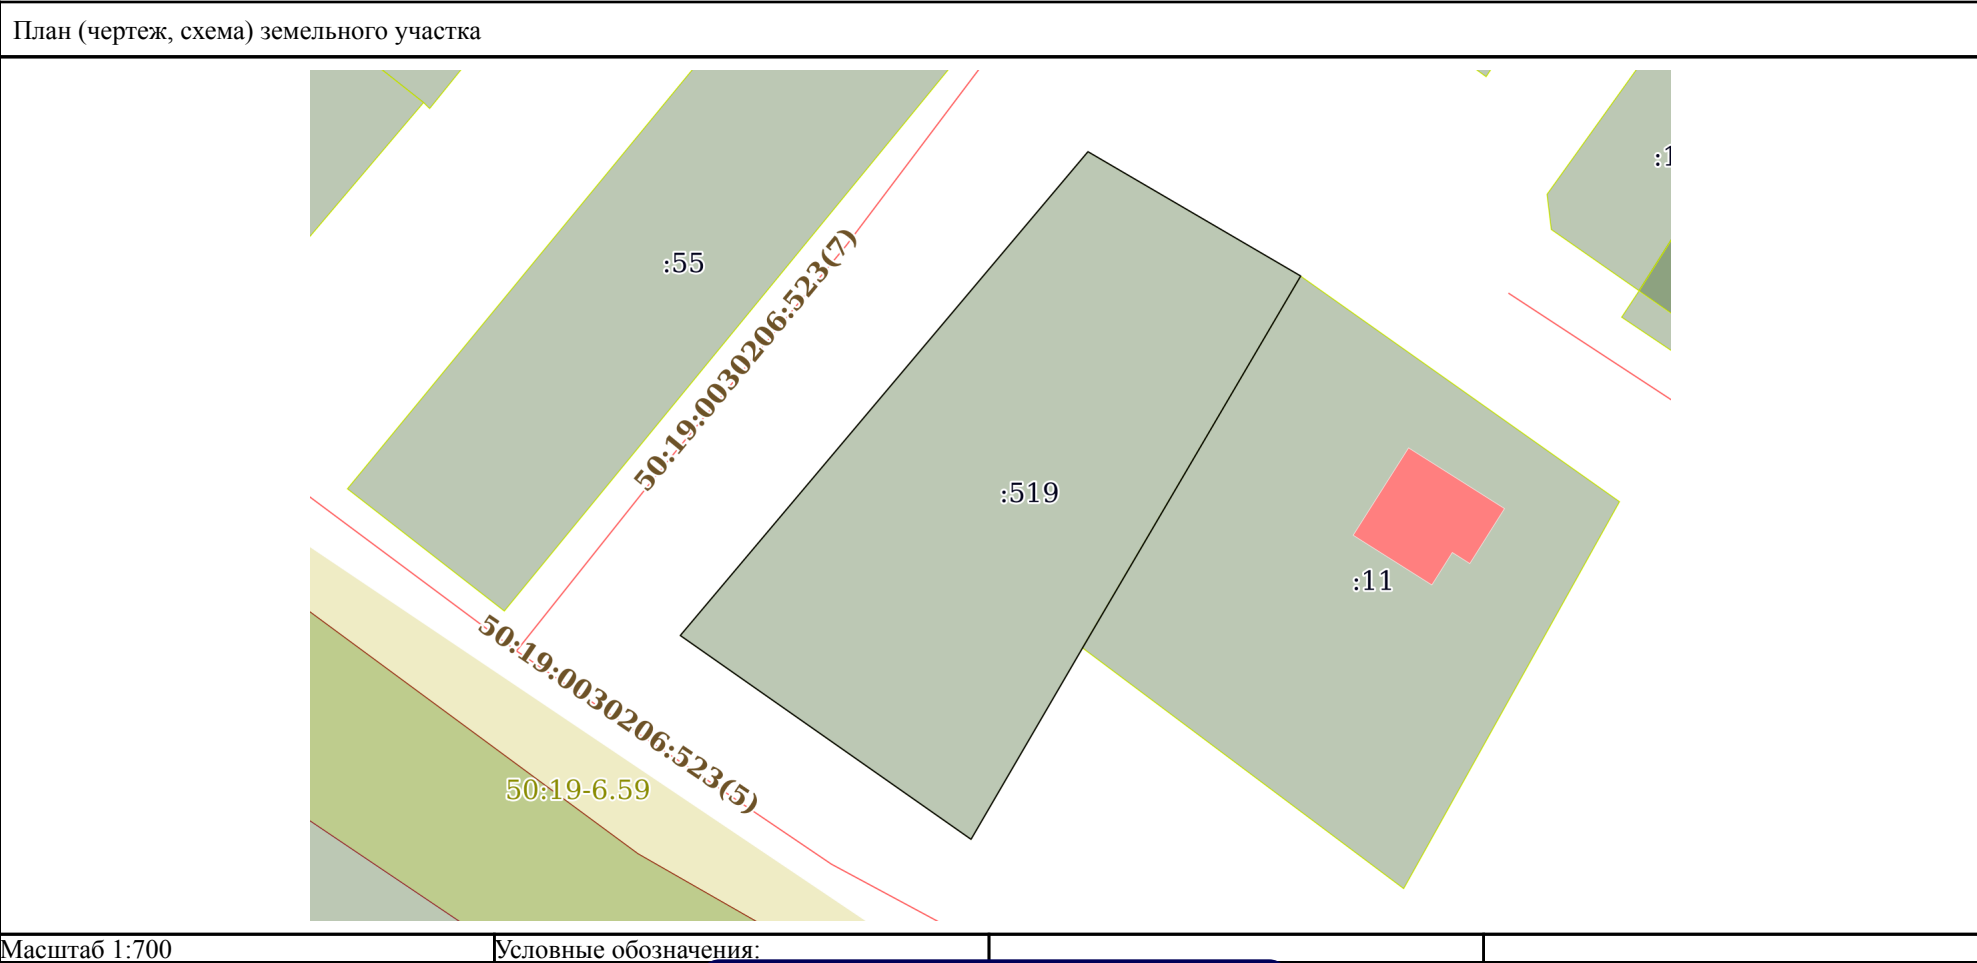 План (чертеж, схема) земельного участка
:1
:55
50:19:0030206:523(7)
:519
:11
50:19:0030206:523(5)
50:19-6.59
Масштаб 1:700
Условные обозначения: